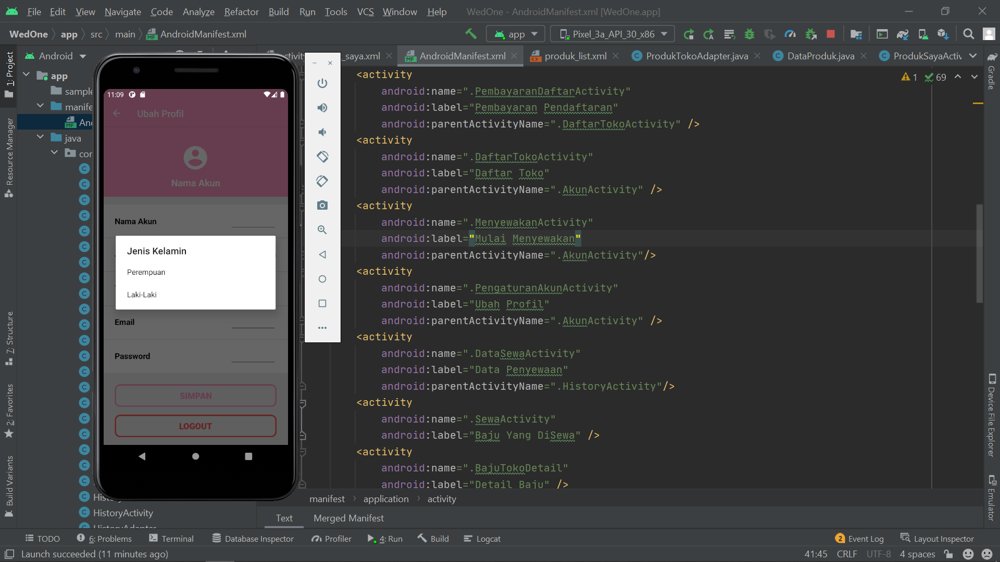 File Edit View Navigate Code Analyze Refactor Build Run Tools VCS Window Help WedOne - AndroidManifest.xml [WedOne.app]
WedOne app src main AndroidManifest.xml app Pixel_3a_API_30_x86
Android _saya.xml AndroidManifest.xml produk_list.xml ProdukTokoAdapter.java DataProduk.java ProdukSayaActiv
1: Project
Resource Manager
7: Structure
2: Favorites
Build Variants
app
sample
manife
And
java
com
HistoryActivity
11:09
Ubah Profil
Nama Akun
Nama Akun
Jenis Kelamin
Perempuan
Laki-Laki
Email
Password
SIMPAN
LOGOUT
1 69
<activity
android:name=".PembayaranDaftarActivity"
android:label="Pembayaran Pendaftaran"
android:parentActivityName=".DaftarTokoActivity" />
<activity
android:name=".DaftarTokoActivity"
android:label="Daftar Toko"
android:parentActivityName=".AkunActivity" />
<activity
android:name=".MenyewakanActivity"
android:label="Mulai Menyewakan"
android:parentActivityName=".AkunActivity"/>
<activity
android:name=".PengaturanAkunActivity"
android:label="Ubah Profil"
android:parentActivityName=".AkunActivity" />
<activity
android:name=".DataSewaActivity"
android:label="Data Penyewaan"
android:parentActivityName=".HistoryActivity"/>
<activity
android:name=".SewaActivity"
android:label="Baju Yang DiSewa" />
<activity
android:name=".BajuTokoDetail"
android:label="Detail Baju" />
Gradle
Device File Explorer
Emulator
manifest application activity
Text Merged Manifest
TODO 6: Problems Terminal Database Inspector Profiler 4: Run Build Logcat 2 Event Log Layout Inspector
Launch succeeded (11 minutes ago) 41:45 CRLF UTF-8 4 spaces